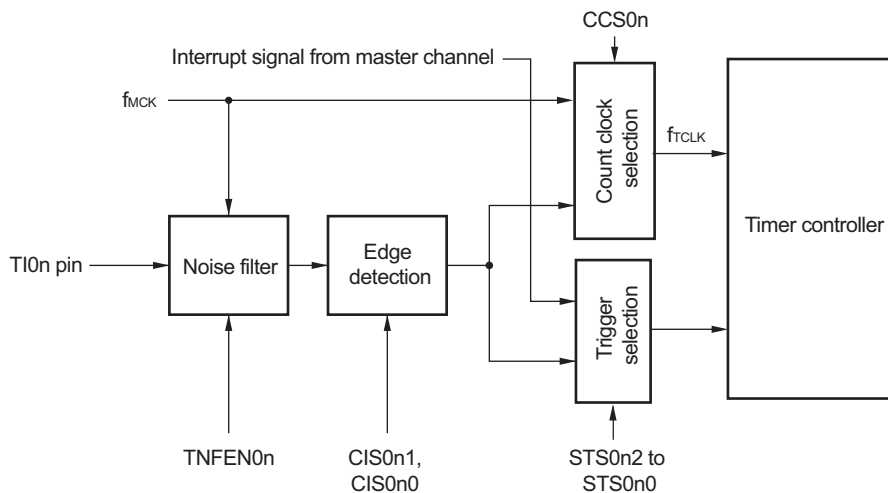 CCS0n
Interrupt signal from master channel
fMCK
Count clock
selection
fTCLK
Timer controller
TI0n pin
Noise filter
Edge
detection
Trigger
selection
TNFEN0n
CIS0n1,
CIS0n0
STS0n2 to
STS0n0